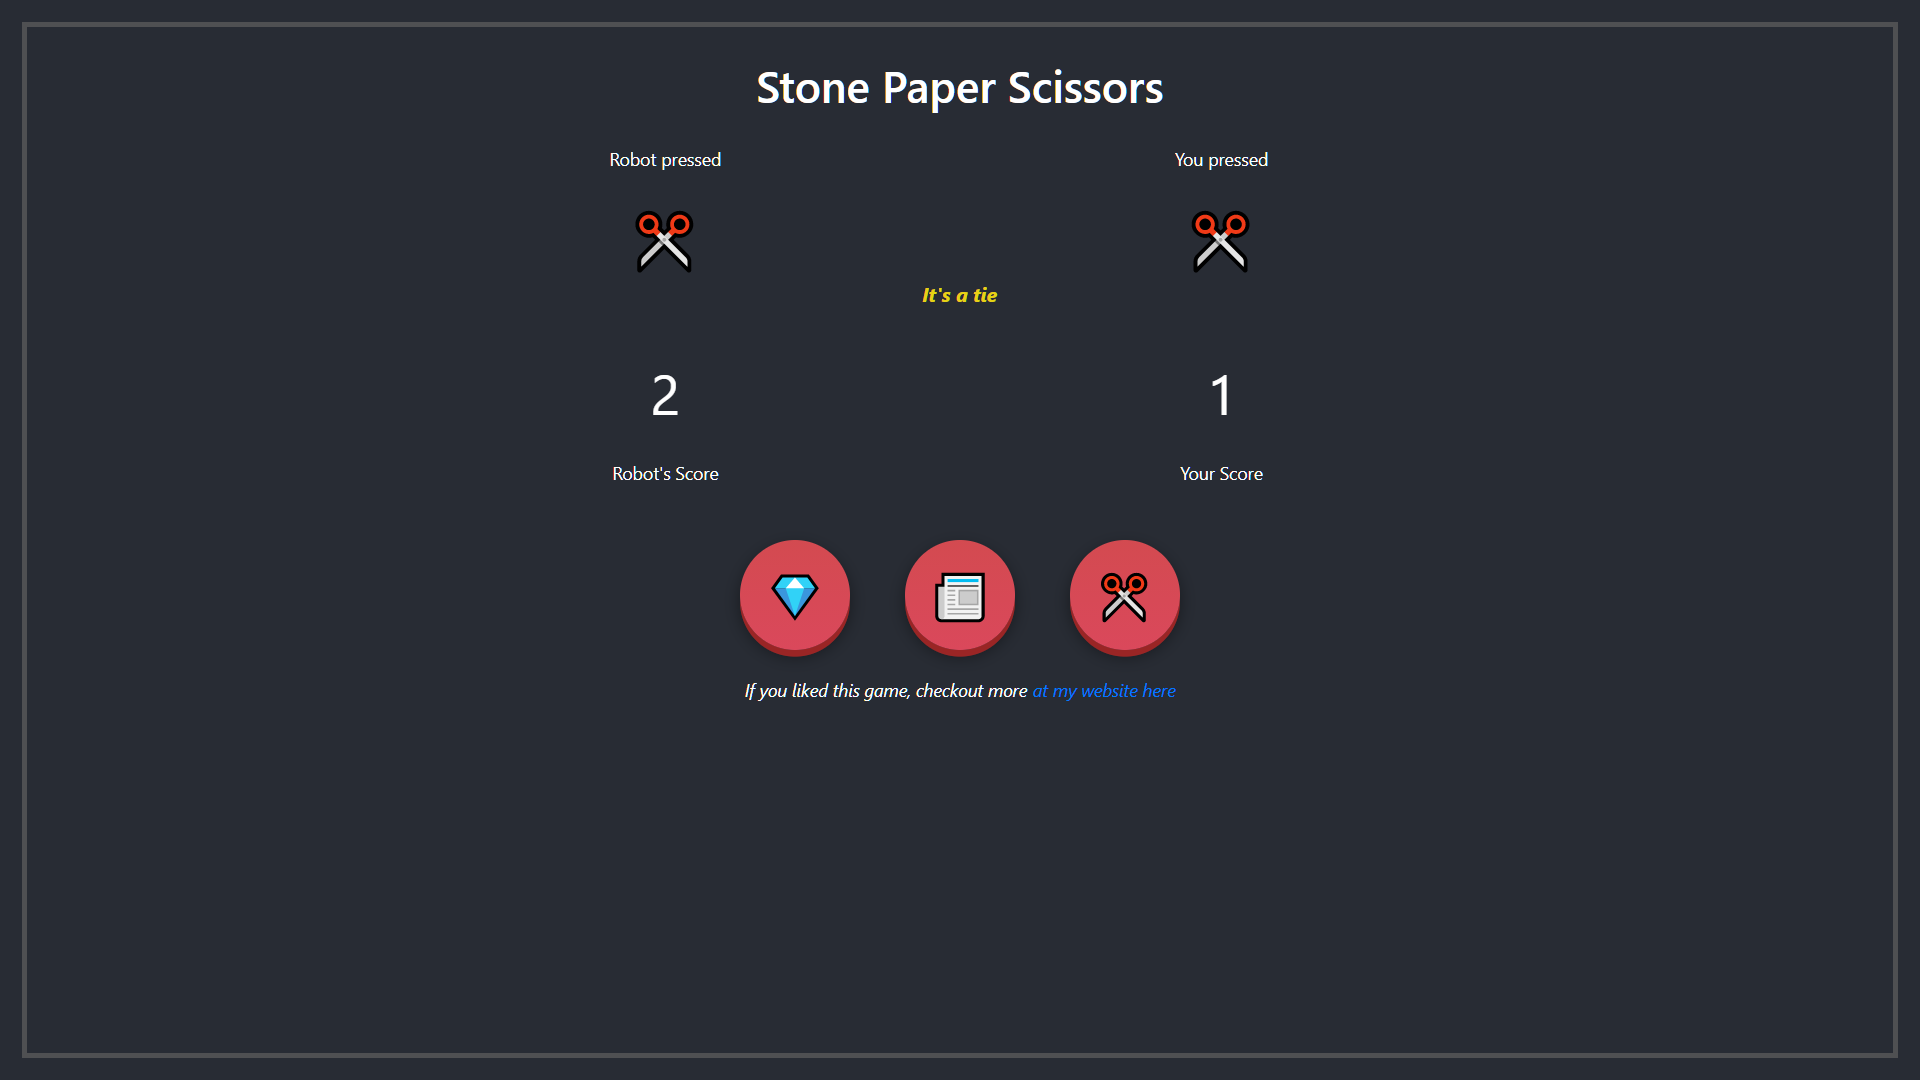 Stone Paper Scissors
Robot pressed
You pressed
It's a tie
2
1
Robot's Score
Your Score
If you liked this game, checkout more at my website here